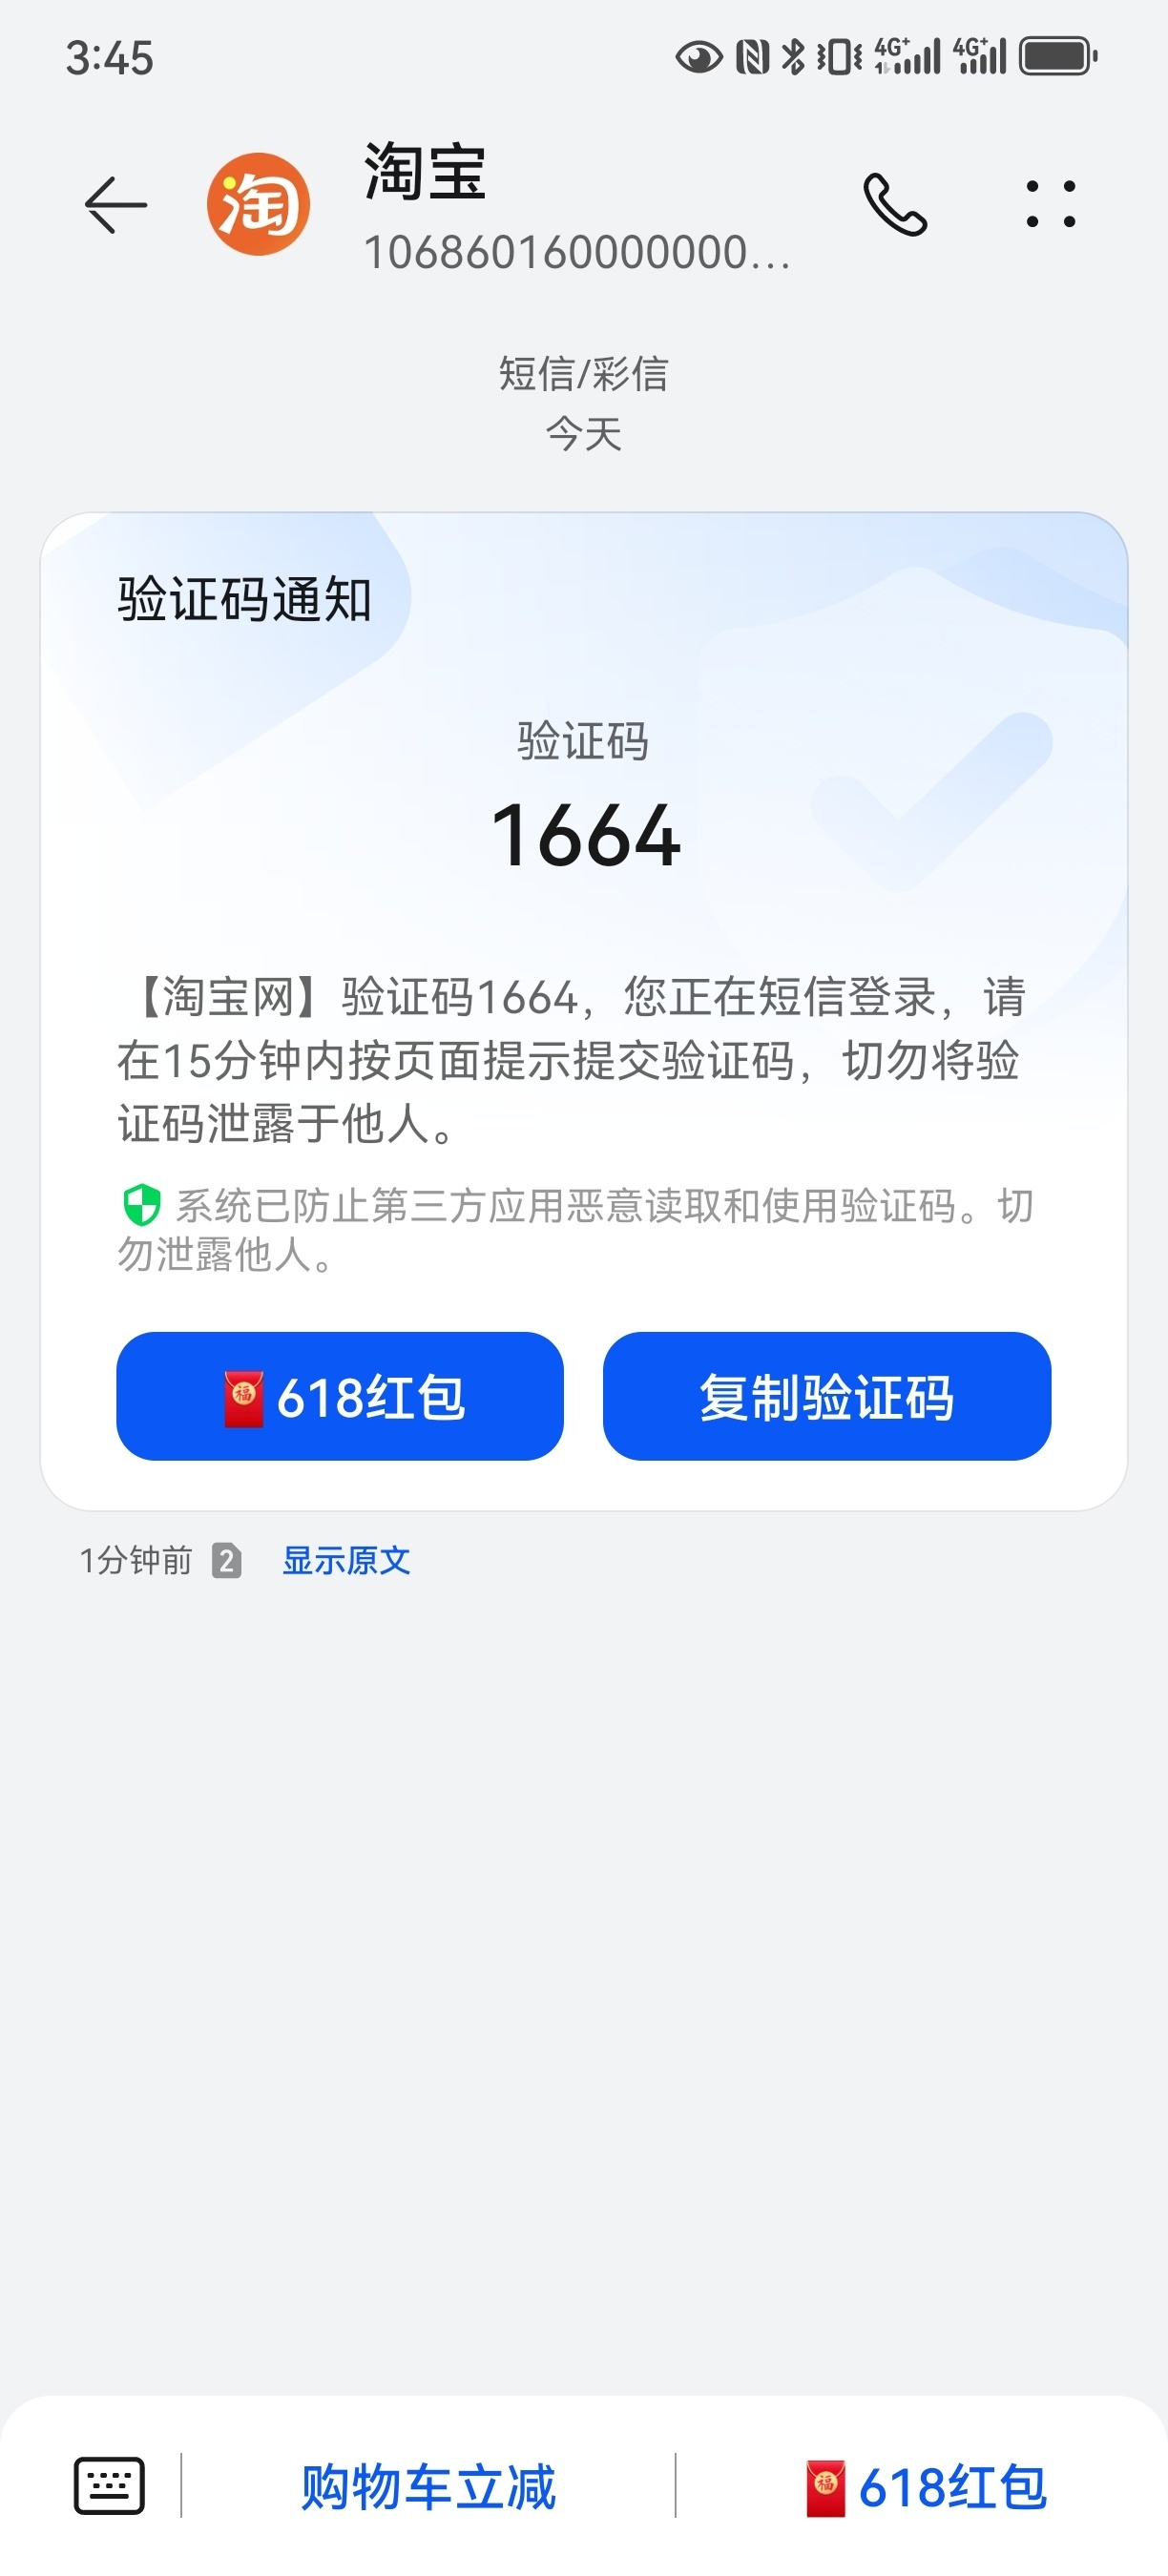 3:45
4G+ 4G+
淘
淘宝
106860160000000...
短信/彩信
今天
验证码通知
验证码
1664
【淘宝网】验证码1664，您正在短信登录，请
在15分钟内按页面提示提交验证码，切勿将验
证码泄露于他人。
系统已防止第三方应用恶意读取和使用验证码。切
勿泄露他人。
福 618红包
复制验证码
1分钟前 2 显示原文
购物车立减
福 618红包